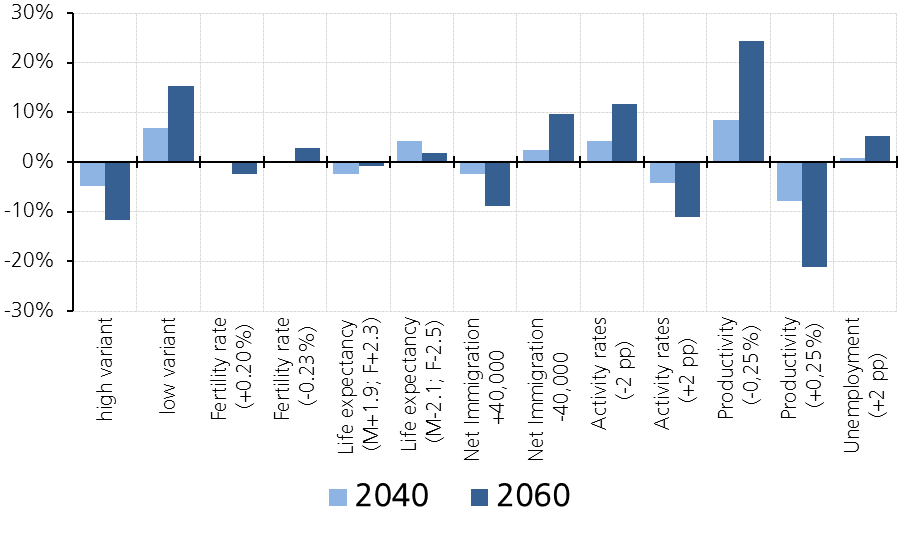 30%
20%
10%
0%
-10%
-20%
-30%
high variant
low variant
Fertility rate
(+0.20%)
Fertility rate
(-0.23%)
Life expectancy
(M+1.9; F+2.3)
Life expectancy
(M-2.1; F-2.5)
Net Immigration
+40,000
Net Immigration
-40,000
Activity rates
(-2 pp)
Activity rates
(+2 pp)
Productivity
(-0,25%)
Productivity
(+0,25%)
Unemployment
(+2 pp)
2040
2060